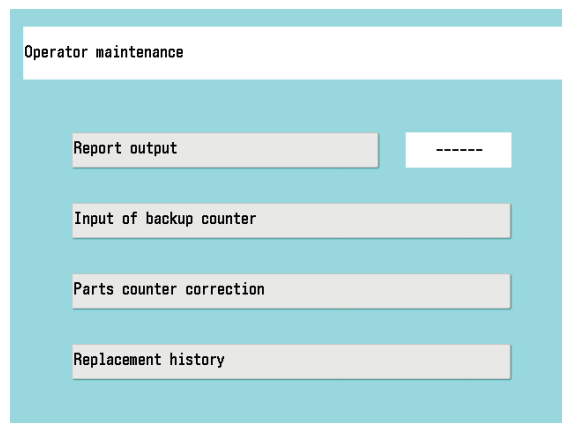 Operator maintenance
Report output
------
Input of backup counter
Parts counter correction
Replacement history